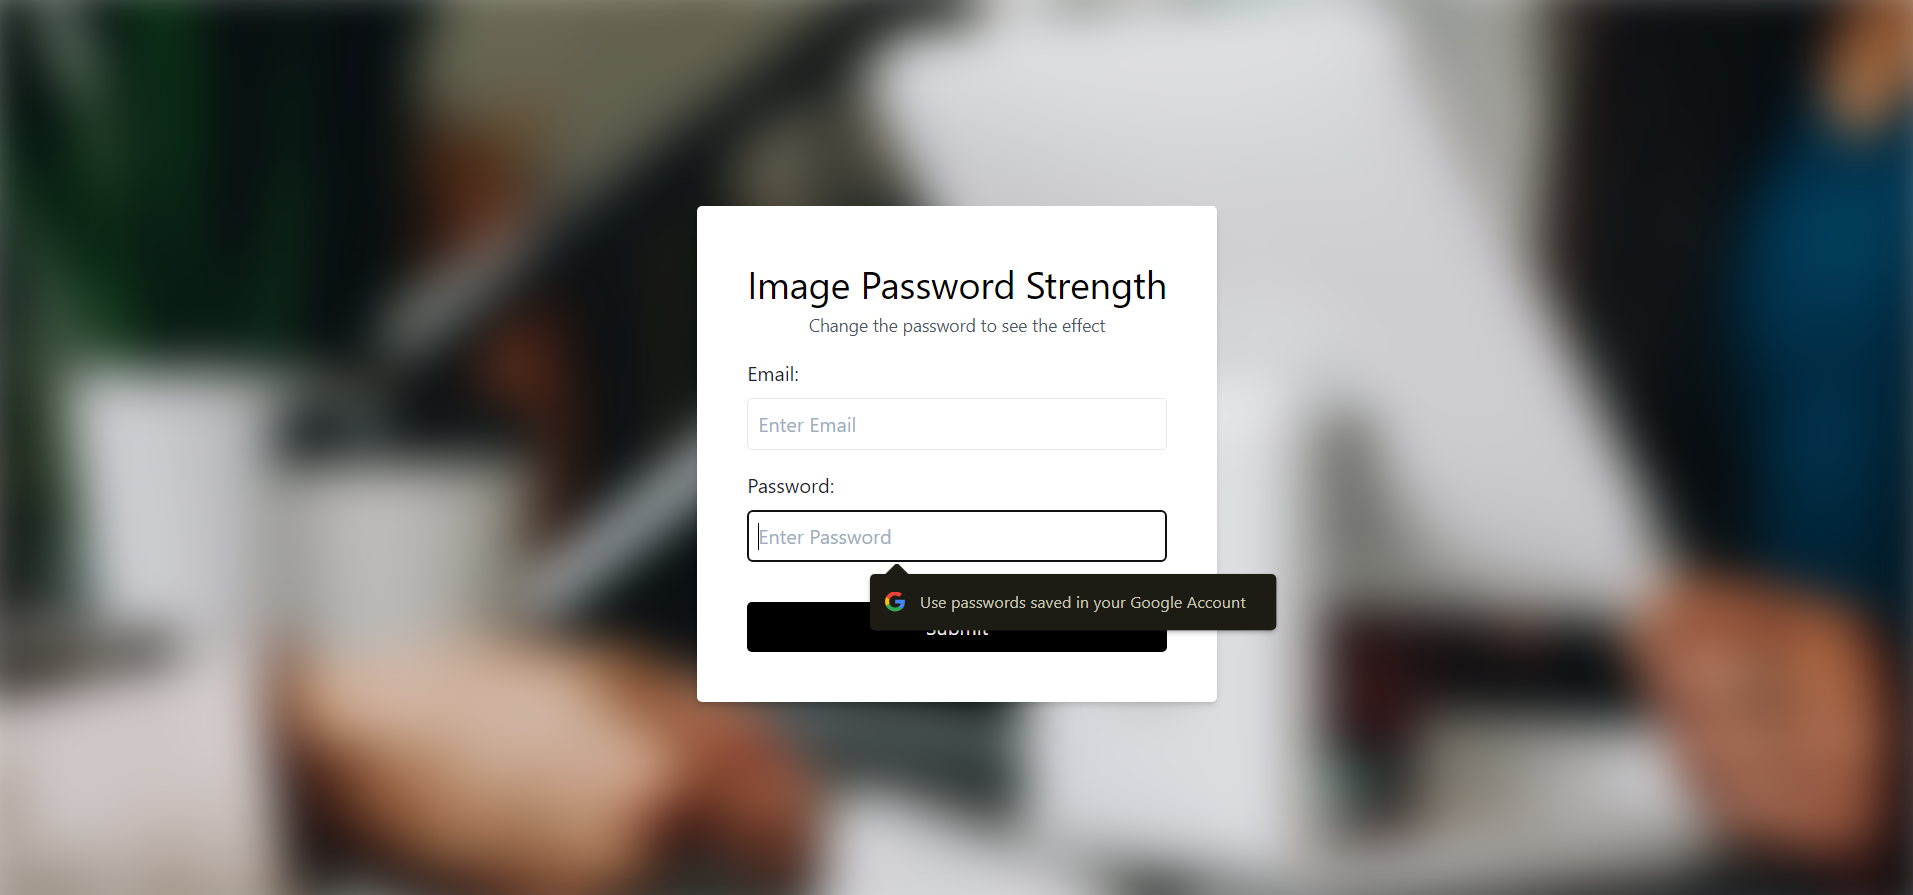 Image Password Strength
Change the password to see the effect
Email:
Enter Email
Password:
Enter Password
Use passwords saved in your Google Account
Submit